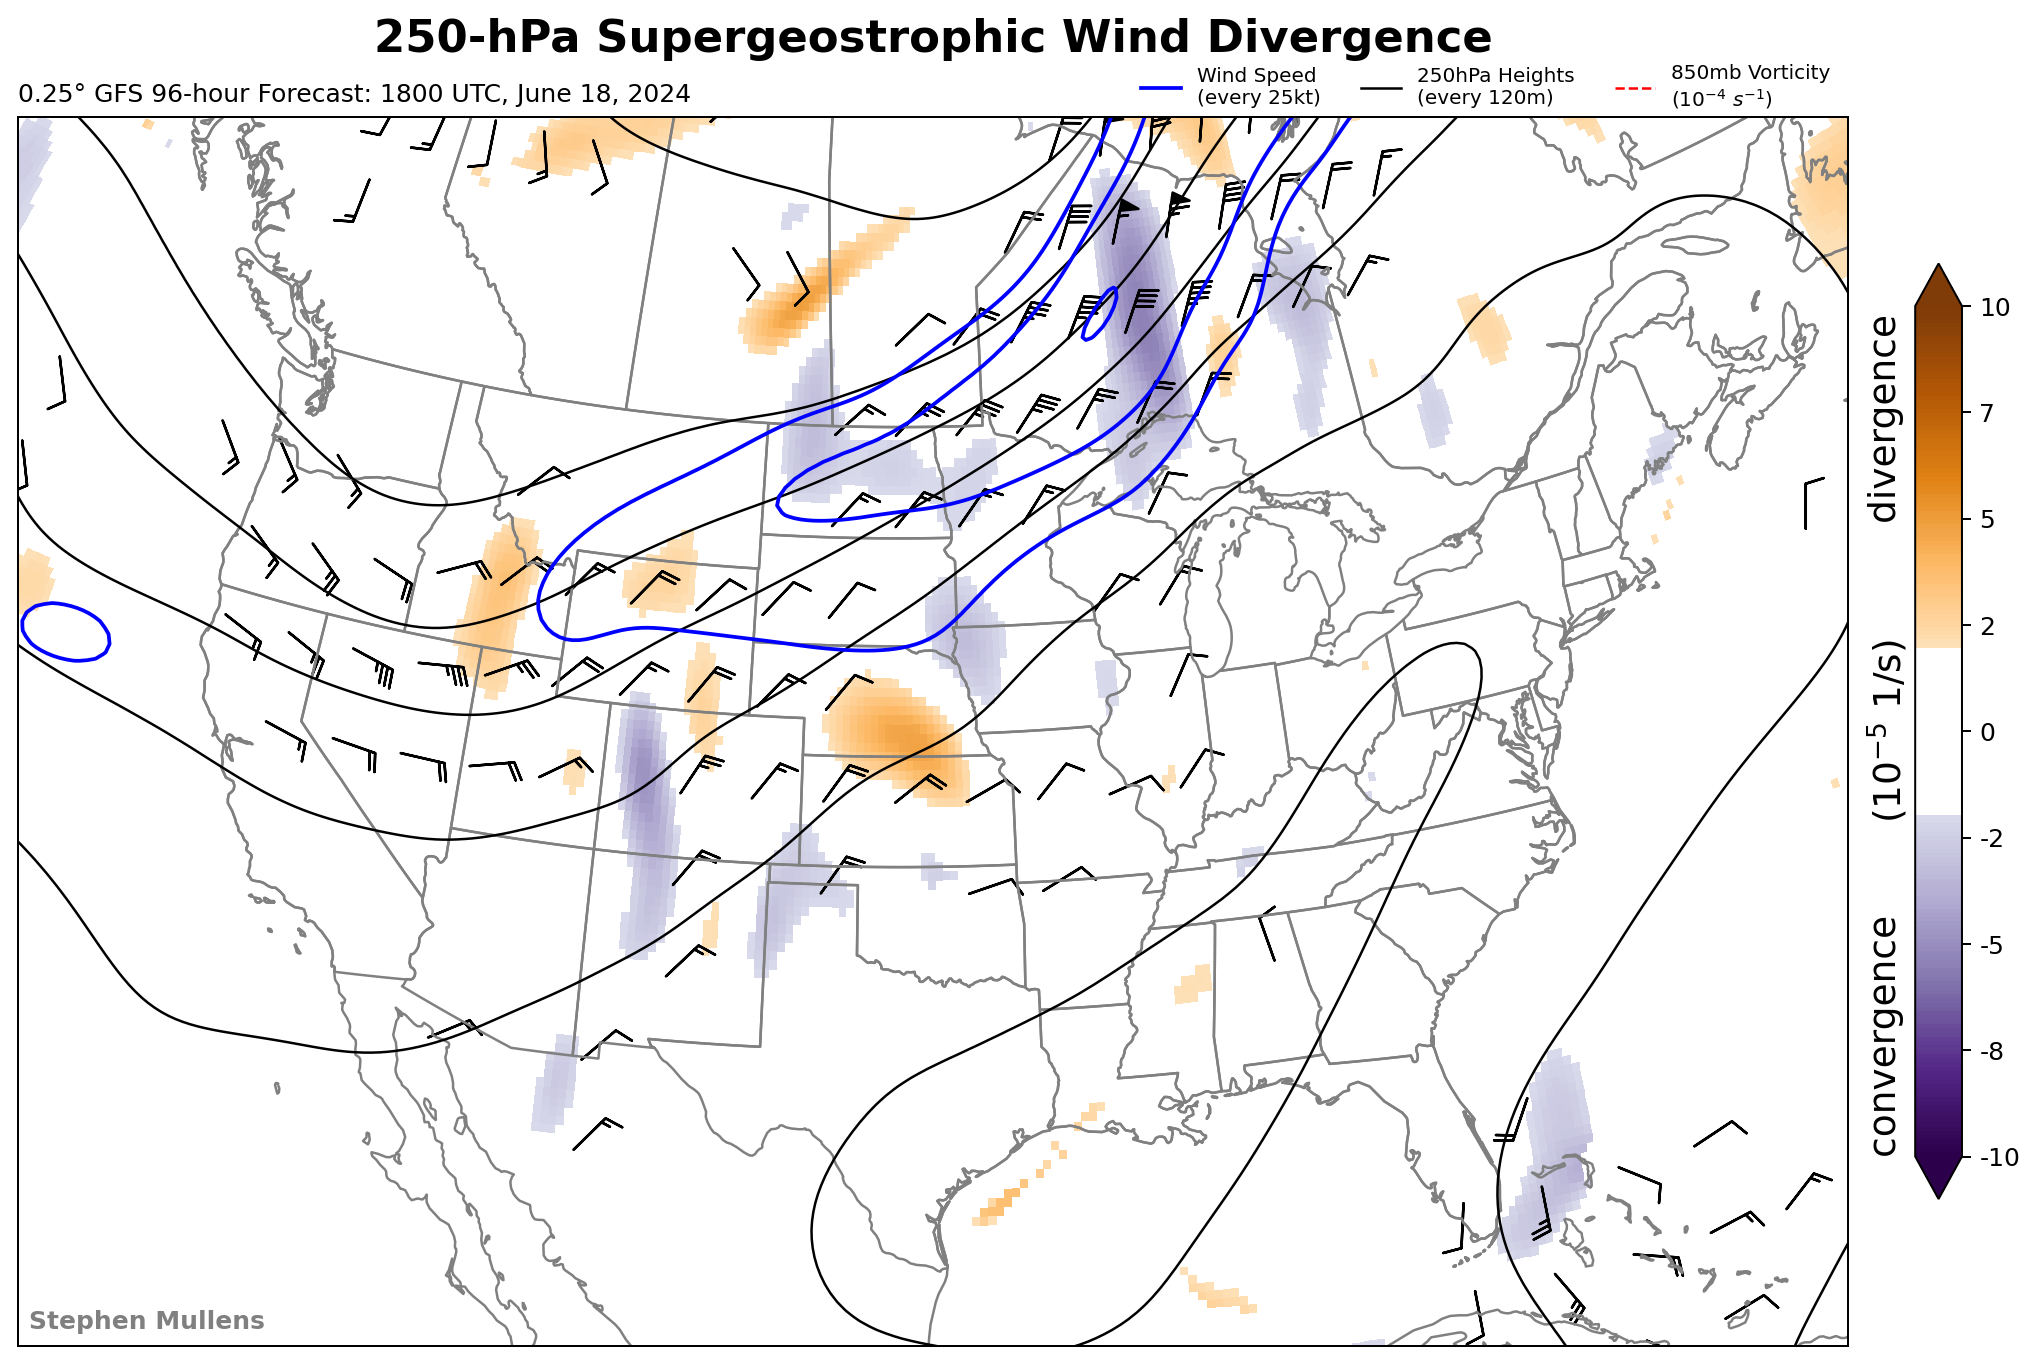 250-hPa Supergeostrophic Wind Divergence
0.25° GFS 96-hour Forecast: 1800 UTC, June 18, 2024
Wind Speed
(every 25kt)
250hPa Heights
(every 120m)
850mb Vorticity
(10⁻⁴ s⁻¹)
10
7
5
2
0
-2
-5
-8
-10
convergence (10⁻⁵ 1/s) divergence
Stephen Mullens